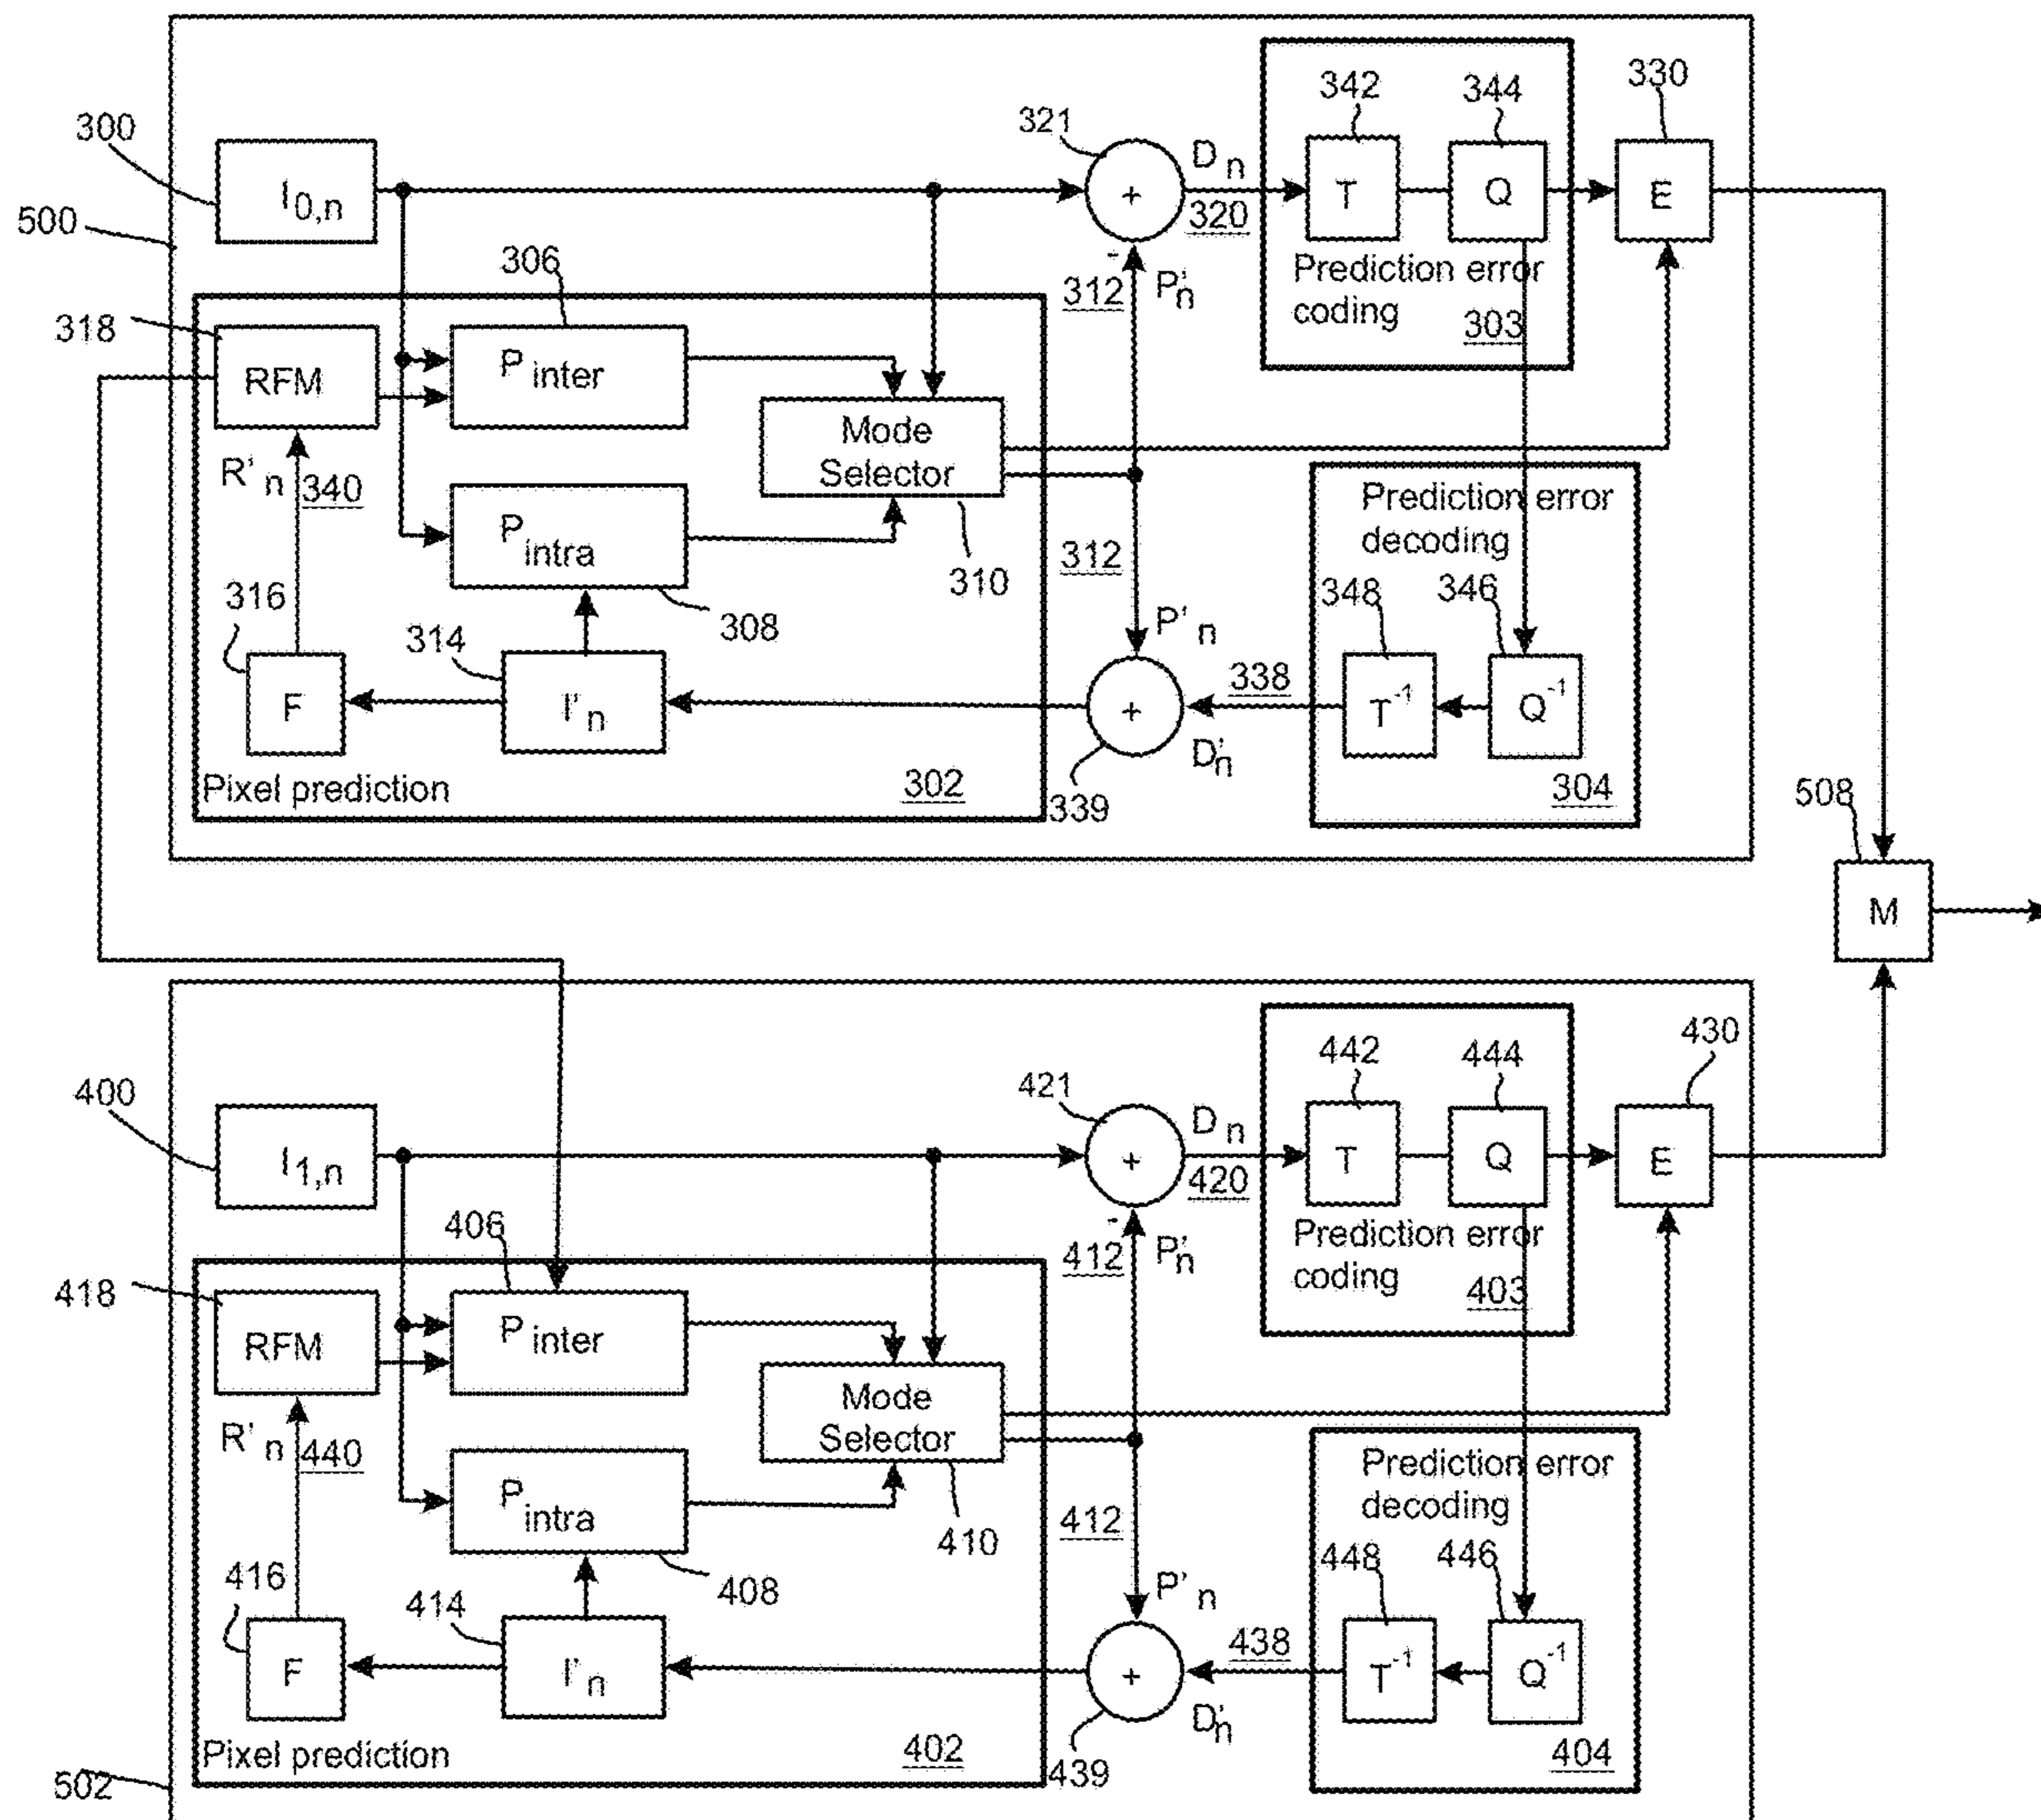 342
344
330
300
321
D n
I 0,n
+
320
T
Q
E
500
306
-
312
P'n
Prediction error
coding
303
318
RFM
P inter
Mode
Selector
R' n
340
Prediction error
decoding
P intra
312
310
348
346
316
308
314
P' n
338
F
I' n
+
T -1
Q -1
D'n
Pixel prediction
302
339
304
508
M
442
444
430
400
421
D n
I 1,n
+
420
T
Q
E
406
-
412
P'n
Prediction error
coding
403
418
RFM
P inter
Mode
Selector
R' n
440
Prediction error
decoding
P intra
412
410
448
446
416
408
414
P' n
438
F
I' n
+
T -1
Q -1
D'n
Pixel prediction
402
439
404
502